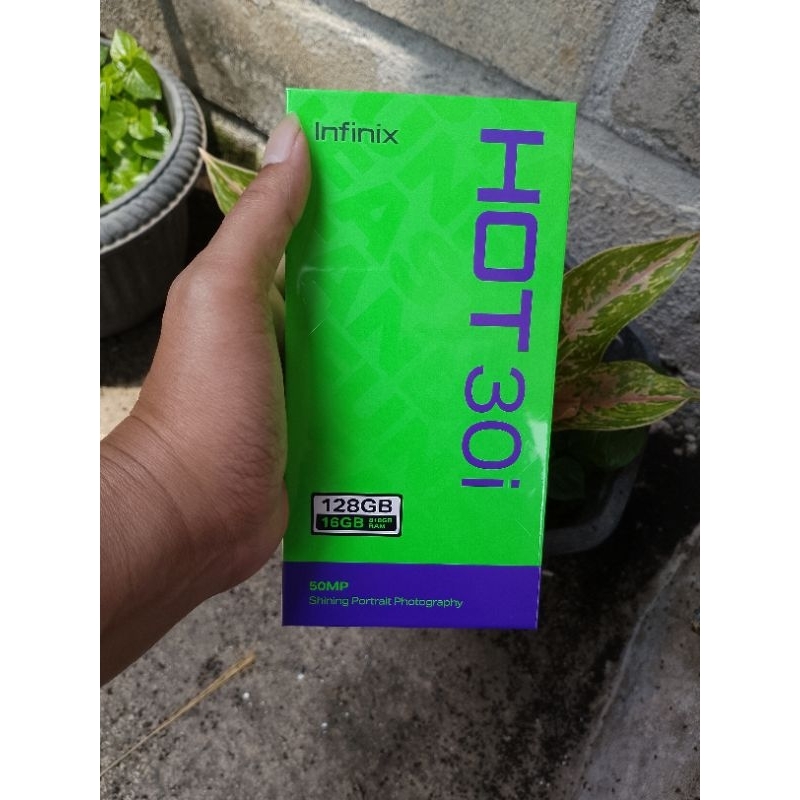 Infinix
HOT 30i
128GB
16GB 8+8GB RAM
50MP
Shining Portrait Photography